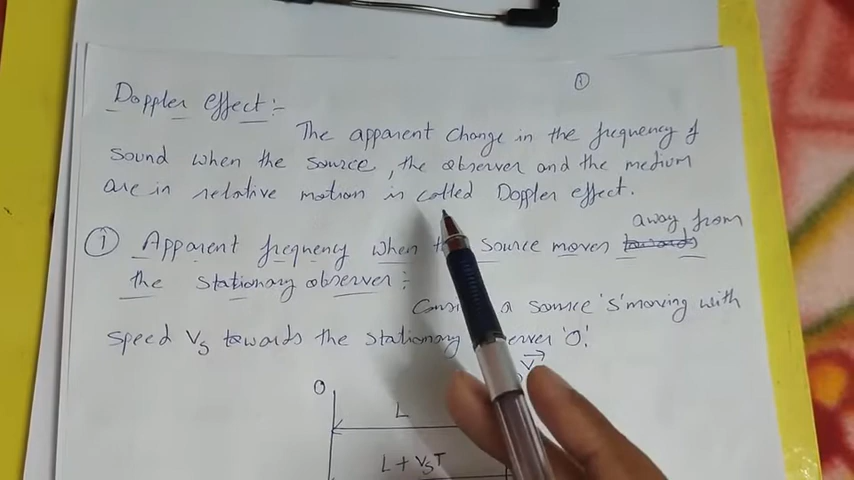 ①
Doppler effect :-
The apparent change in the frequency of
sound when the source, the observer and the medium
are in relative motion is called Doppler effect.
away from
① Apparent frequency when the source moves
the stationary observer :-
Consider a source 'S' moving with
speed Vs towards the stationary observer 'O'.
O
L
L + VsT